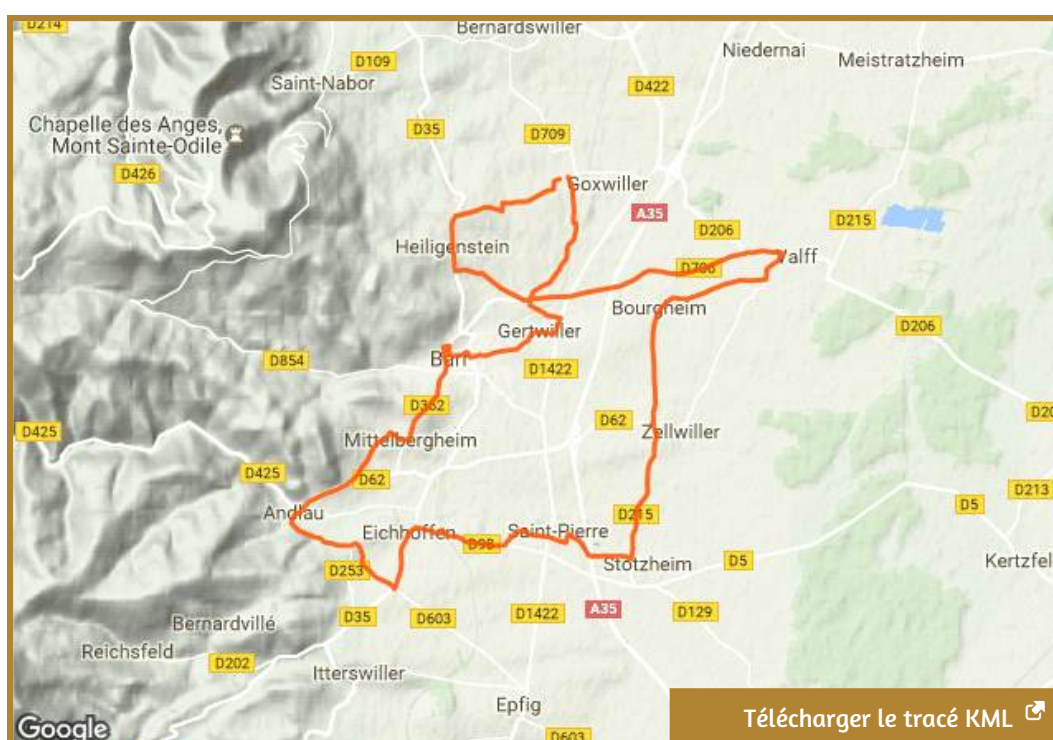 D214
Bernardswiller
Niedernai
Meistratzheim
D109
Saint-Nabor
D422
Chapelle des Anges,
Mont Sainte-Odile
D35
D709
D426
Goxwiller
A35
D215
D206
Heiligenstein
Valff
D706
Bourgheim
D206
Gertwiller
Barr
D854
D1422
D362
D20
D62
D425
Mittelbergheim
Zellwiller
D425
D62
D213
Andlau
D5
D215
Eichhoffen
Saint-Pierre
D98
Stotzheim
D5
Kertzfel
D253
Bernardvillé
D35
D603
D1422
A35
D129
Reichsfeld
D202
Itterswiller
Epfig
Télécharger le tracé KML
Google
D603